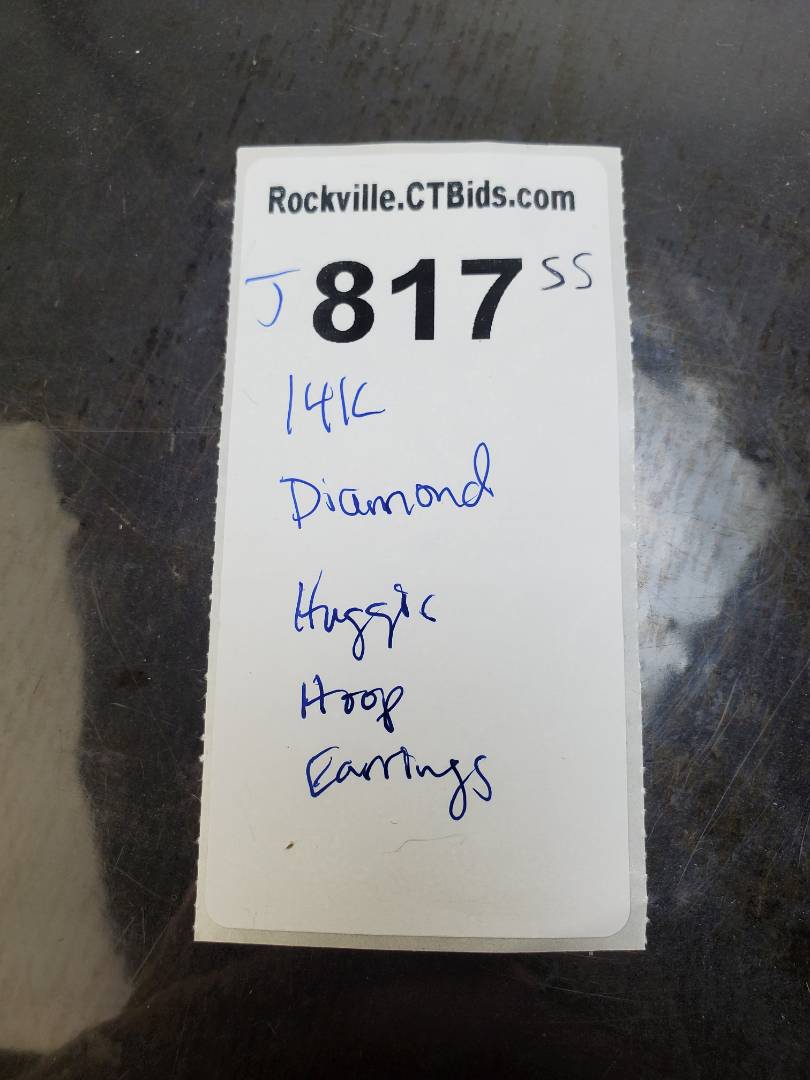 Rockville.CTBids.com
J 817 SS
14K
Diamond
Huggie
Hoop
Earrings